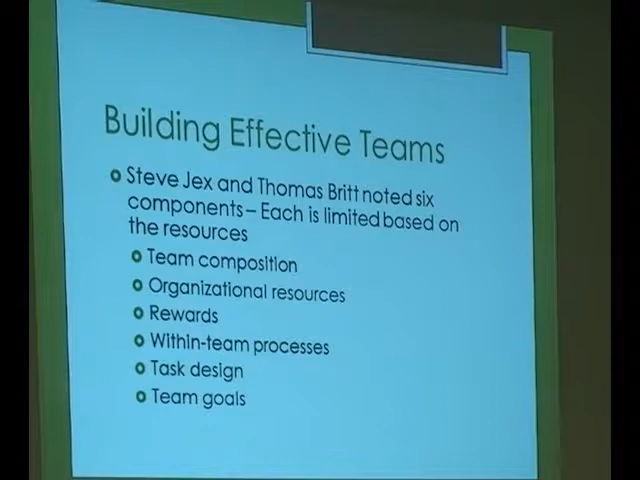 Building Effective Teams
Steve Jex and Thomas Britt noted six
components – Each is limited based on
the resources
Team composition
Organizational resources
Rewards
Within-team processes
Task design
Team goals